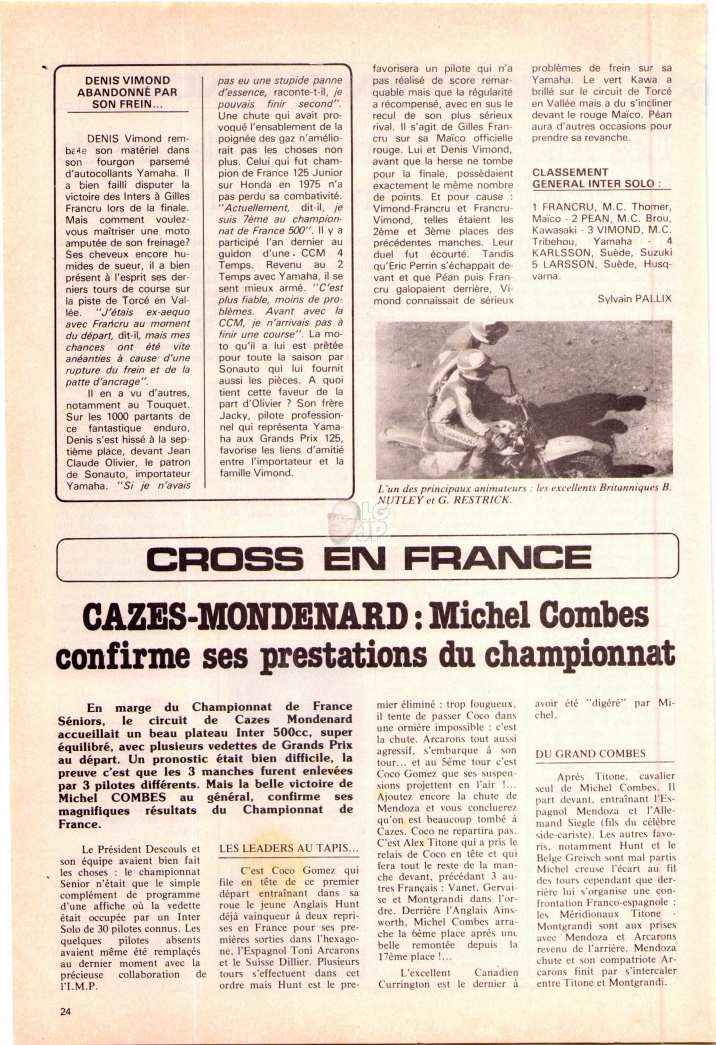 DENIS VIMOND
ABANDONNÉ PAR
SON FREIN...
DENIS Vimond rem-
balle son matériel dans
son fourgon parsemé
d'autocollants Yamaha. Il
a bien failli disputer la
victoire des Inters à Gilles
Francru lors de la finale.
Mais comment voulez-
vous maîtriser une moto
amputée de son freinage?
Ses cheveux encore hu-
mides de sueur, il a bien
présent à l'esprit ses der-
niers tours de course sur
la piste de Torcé en Val-
lée. "J'étais ex-aequo
avec Francru au moment
du départ, dit-il, mais mes
chances ont été vite
anéanties à cause d'une
rupture du frein et de la
patte d'ancrage".
Il en a vu d'autres,
notamment au Touquet.
Sur les 1000 partants de
ce fantastique enduro,
Denis s'est hissé à la sep-
tième place, devant Jean
Claude Olivier, le patron
de Sonauto, importateur
Yamaha. "Si je n'avais
pas eu une stupide panne
d'essence, raconte-t-il, je
pouvais finir second".
Une chute qui avait pro-
voqué l'ensablement de la
poignée des gaz n'amélio-
rait pas les choses non
plus. Celui qui fut cham-
pion de France 125 Junior
sur Honda en 1975 n'a
pas perdu sa combativité.
"Actuellement, dit-il, je
suis 7ème au champion-
nat de France 500". Il y a
participé l'an dernier au
guidon d'une CCM 4
Temps. Revenu au 2
Temps avec Yamaha, il se
sent mieux armé. "C'est
plus fiable, moins de pro-
blèmes. Avant avec la
CCM, je n'arrivais pas à
finir une course". La mo-
to qu'il a lui est prêtée
pour toute la saison par
Sonauto qui lui fournit
aussi les pièces. A quoi
tient cette faveur de la
part d'Olivier ? Son frère
Jacky, pilote profession-
nel qui représenta Yama-
ha aux Grands Prix 125,
favorise les liens d'amitié
entre l'importateur et la
famille Vimond.
favorisera un pilote qui n'a
pas réalisé de score remar-
quable mais que la régularité
a récompensé, avec en sus le
recul de son plus sérieux
rival. Il s'agit de Gilles Fran-
cru sur sa Maïco officielle
rouge. Lui et Denis Vimond,
avant que la herse ne tombe
pour la finale, possèdaient
exactement le même nombre
de points. Et pour cause :
Vimond-Francru et Francru-
Vimond, telles étaient les
2ème et 3ème places des
précédentes manches. Leur
duel fut écourté. Tandis
qu'Eric Perrin s'échappait de-
vant et que Péan puis Fran-
cru galopaient derrière, Vi-
mond connaissait de sérieux
problèmes de frein sur sa
Yamaha. Le vert Kawa a
brillé sur le circuit de Torcé
en Vallée mais a du s'incliner
devant le rouge Maïco. Péan
aura d'autres occasions pour
prendre sa revanche.
CLASSEMENT
GENERAL INTER SOLO :
1 FRANCRU, M.C. Thomer,
Maïco - 2 PEAN, M.C. Brou,
Kawasaki - 3 VIMOND, M.C.
Tribehou, Yamaha - 4
KARLSSON, Suède, Suzuki
5 LARSSON, Suède, Husq-
varna.
Sylvain PALLIX
L'un des principaux animateurs : les excellents Britanniques B.
NUTLEY et G. RESTRICK.
LG
JP
CROSS EN FRANCE
CAZES-MONDENARD : Michel Combes
confirme ses prestations du championnat
En marge du Championnat de France
Séniors, le circuit de Cazes Mondenard
accueillait un beau plateau Inter 500cc, super
équilibré, avec plusieurs vedettes de Grands Prix
au départ. Un pronostic était bien difficile, la
preuve c'est que les 3 manches furent enlevées
par 3 pilotes différents. Mais la belle victoire de
Michel COMBES au général, confirme ses
magnifiques résultats du Championnat de
France.
Le Président Descouls et
son équipe avaient bien fait
les choses : le championnat
Senior n'était que le simple
complément de programme
d'une affiche où la vedette
était occupée par un Inter
Solo de 30 pilotes connus. Les
quelques pilotes absents
avaient même été remplaçés
au dernier moment avec la
précieuse collaboration de
l'I.M.P.
LES LEADERS AU TAPIS...
C'est Coco Gomez qui
file en tête de ce premier
départ entraînant dans sa
roue le jeune Anglais Hunt
déjà vainqueur à deux repri-
ses en France pour ses pre-
mières sorties dans l'hexago-
ne, l'Espagnol Toni Arcarons
et le Suisse Dillier. Plusieurs
tours s'effectuent dans cet
ordre mais Hunt est le pre-
mier éliminé : trop fougueux,
il tente de passer Coco dans
une ornière impossible : c'est
la chute. Arcarons tout aussi
agressif, s'embarque à son
tour... et au 5ème tour c'est
Coco Gomez que ses suspen-
sions projettent en l'air !...
Ajoutez encore la chute de
Mendoza et vous concluerez
qu'on est beaucoup tombé à
Cazes. Coco ne repartira pas.
C'est Alex Titone qui a pris le
relais de Coco en tête et qui
fera tout le reste de la man-
che devant, précédant 3 au-
tres Français : Vanet, Gervai-
se et Montgrandi dans l'or-
dre. Derrière l'Anglais Ains-
worth, Michel Combes arra-
che la 6ème place après une
belle remontée depuis la
17ème place !...
L'excellent Canadien
Currington est le dernier à
avoir été "digéré" par Mi-
chel.
DU GRAND COMBES
Après Titone, cavalier
seul de Michel Combes. Il
part devant, entraînant l'Es-
pagnol Mendoza et l'Alle-
mand Siegle (fils du célèbre
side-cariste). Les autres favo-
ris, notamment Hunt et le
Belge Greisch sont mal partis
Michel creuse l'écart au fil
des tours cependant que der-
rière lui s'organise une con-
frontation Franco-espagnole :
les Méridionaux Titone
Montgrandi sont aux prises
avec Mendoza et Arcarons
revenu de l'arrière. Mendoza
chute et son compatriote Ar-
carons finit par s'intercaler
entre Titone et Montgrandi.
24